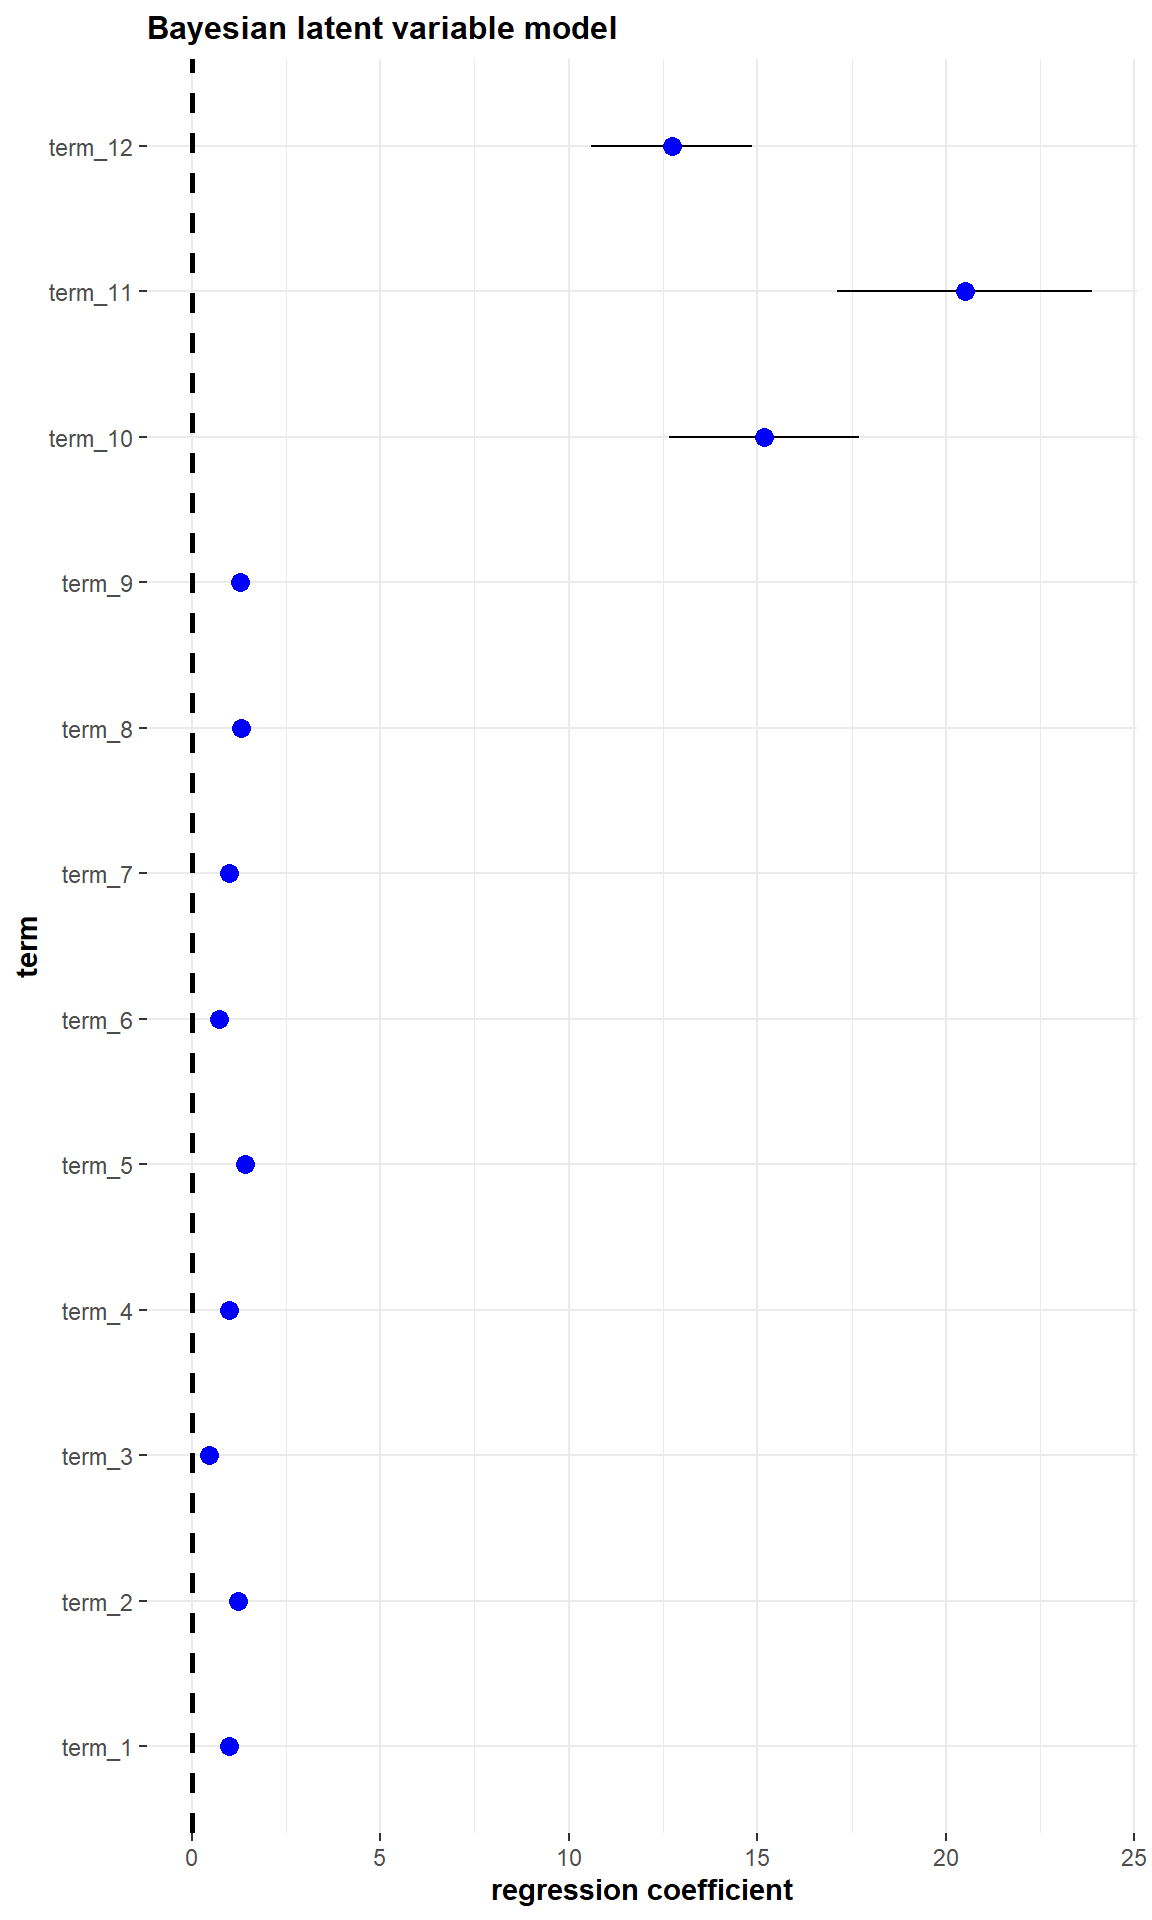 Bayesian latent variable model
term_12
term_11
term_10
term_9
term_8
term_7
term_6
term_5
term_4
term_3
term_2
term_1
term
0 5 10 15 20 25
regression coefficient